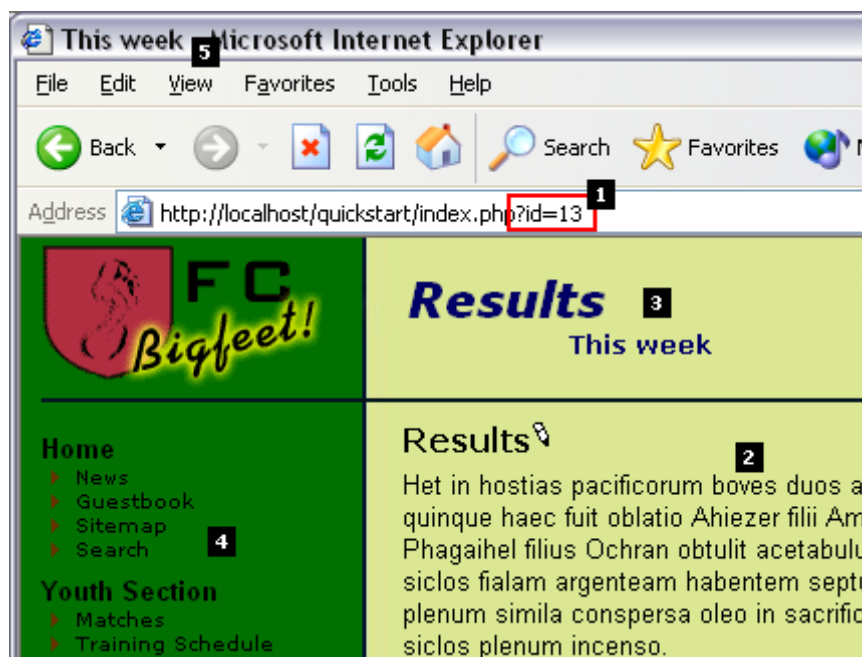 This week - Microsoft Internet Explorer
5
File Edit View Favorites Tools Help
Back Search Favorites
1
Address http://localhost/quickstart/index.php?id=13
FC
Bigfeet!
Results 3
This week
Home
News
Guestbook
Sitemap
Search
4
Youth Section
Matches
Training Schedule
Results
2
Het in hostias pacificorum boves duos a
quinque haec fuit oblatio Ahiezer filii Am
Phagaihel filius Ochran obtulit acetabulu
siclos fialam argenteam habentem septu
plenum simila conspersa oleo in sacrific
siclos plenum incenso.